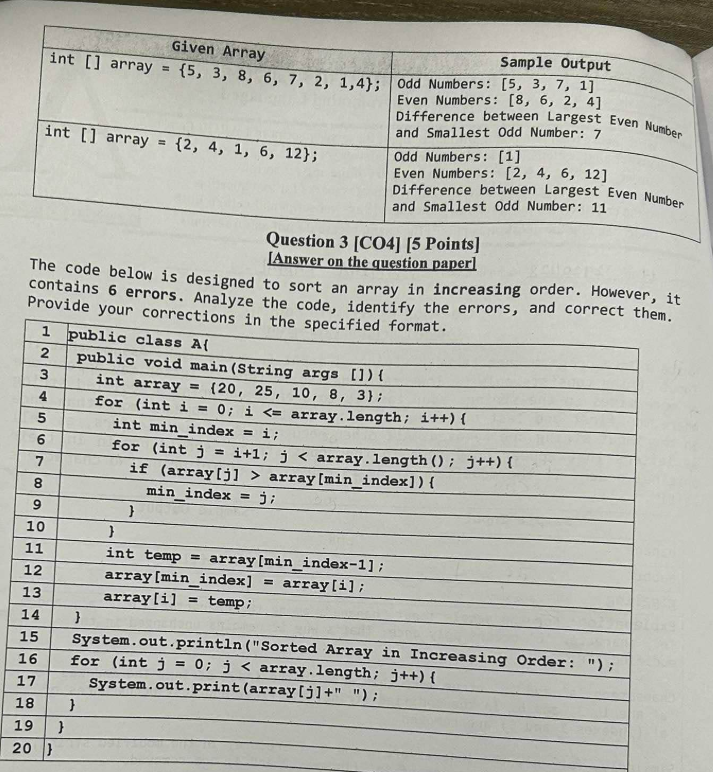 Given Array
Sample Output
int [] array = {5, 3, 8, 6, 7, 2, 1,4};
Odd Numbers: [5, 3, 7, 1]
Even Numbers: [8, 6, 2, 4]
Difference between Largest Even Number
and Smallest Odd Number: 7
int [] array = {2, 4, 1, 6, 12};
Odd Numbers: [1]
Even Numbers: [2, 4, 6, 12]
Difference between Largest Even Number
and Smallest Odd Number: 11
Question 3 [CO4] [5 Points]
[Answer on the question paper]
The code below is designed to sort an array in increasing order. However, it
contains 6 errors. Analyze the code, identify the errors, and correct them.
Provide your corrections in the specified format.
1 public class A{
2 public void main(String args []){
3 int array = {20, 25, 10, 8, 3};
4 for (int i = 0; i <= array.length; i++){
5 int min_index = i;
6 for (int j = i+1; j < array.length(); j++){
7 if (array[j] > array[min_index]){
8 min_index = j;
9 }
10 }
11 int temp = array[min_index-1];
12 array[min_index] = array[i];
13 array[i] = temp;
14 }
15 System.out.println("Sorted Array in Increasing Order: ");
16 for (int j = 0; j < array.length; j++){
17 System.out.print(array[j]+" ");
18 }
19 }
20 }